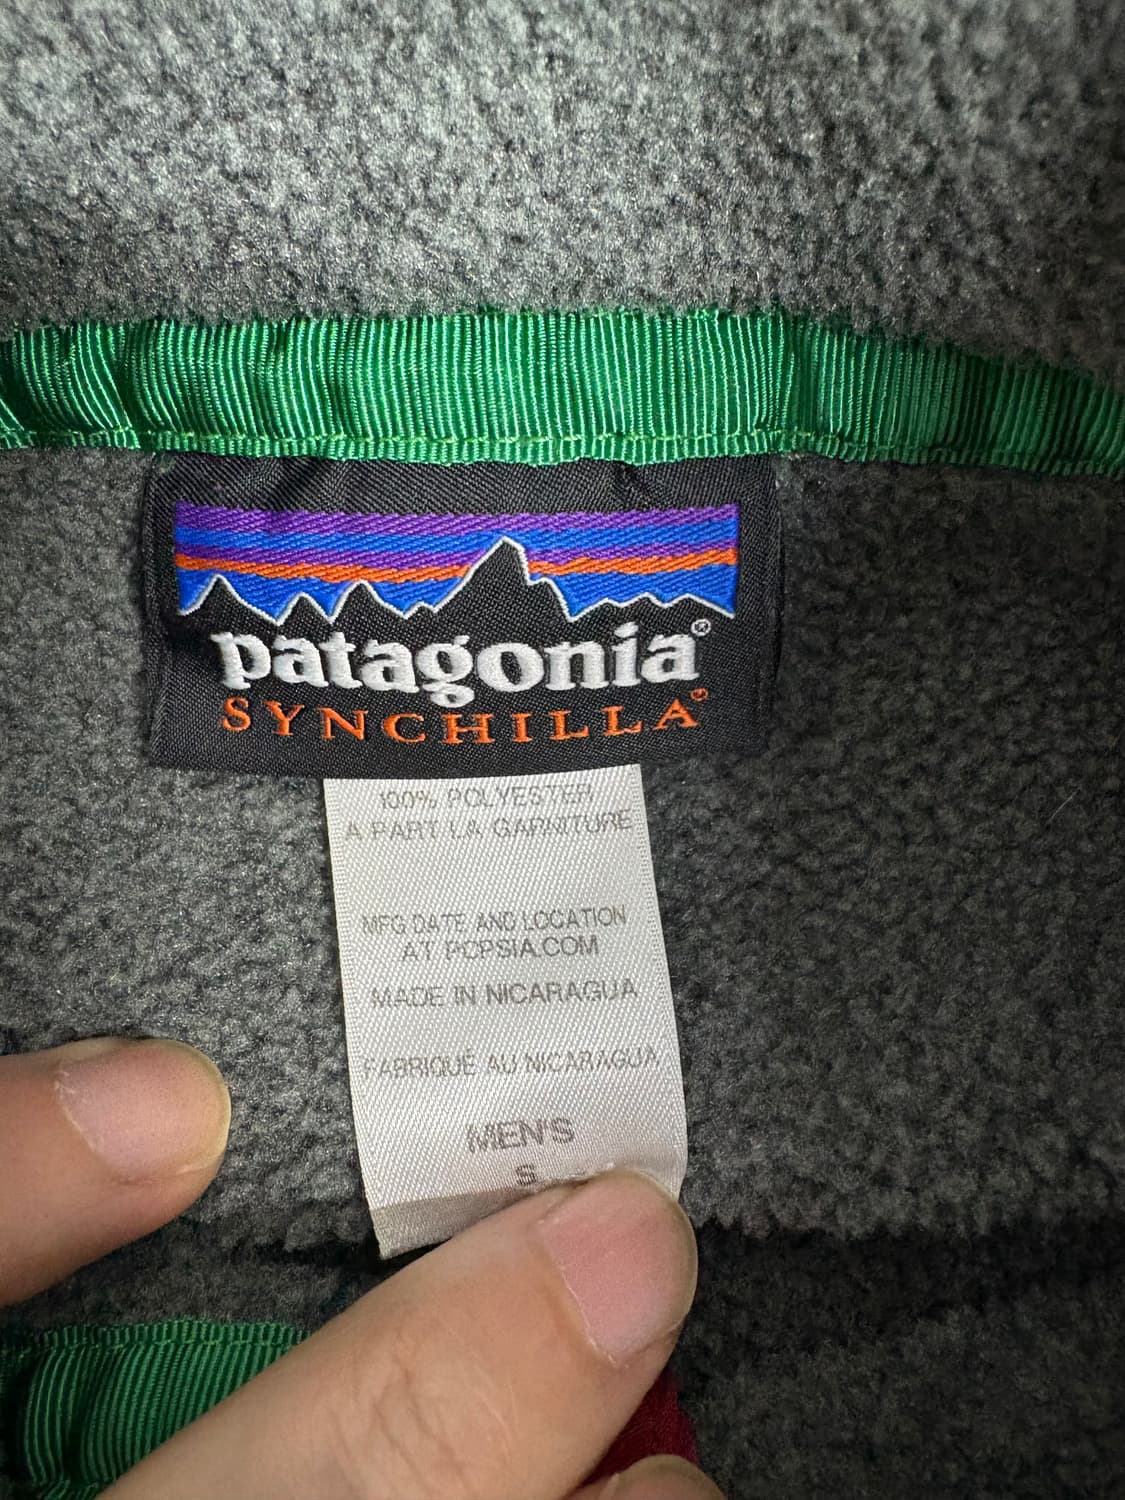 patagonia®
SYNCHILLA®
100% POLYESTER
A PART LA GARNITURE
MFG DATE AND LOCATION
AT PCPSIA.COM
MADE IN NICARAGUA
FABRIQUÉ AU NICARAGUA
MEN'S
S